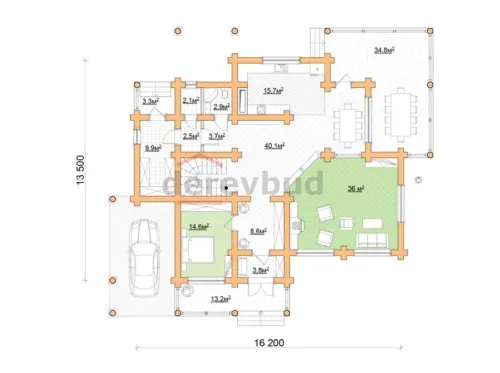 34.8м²
15.7м²
2.1м²
3.3м²
2.9м²
2.5м²
3.7м²
9.9м²
40.1м²
derevbud
36 м²
13 500
14.6м²
8.6м²
3.8м²
13.2м²
16 200